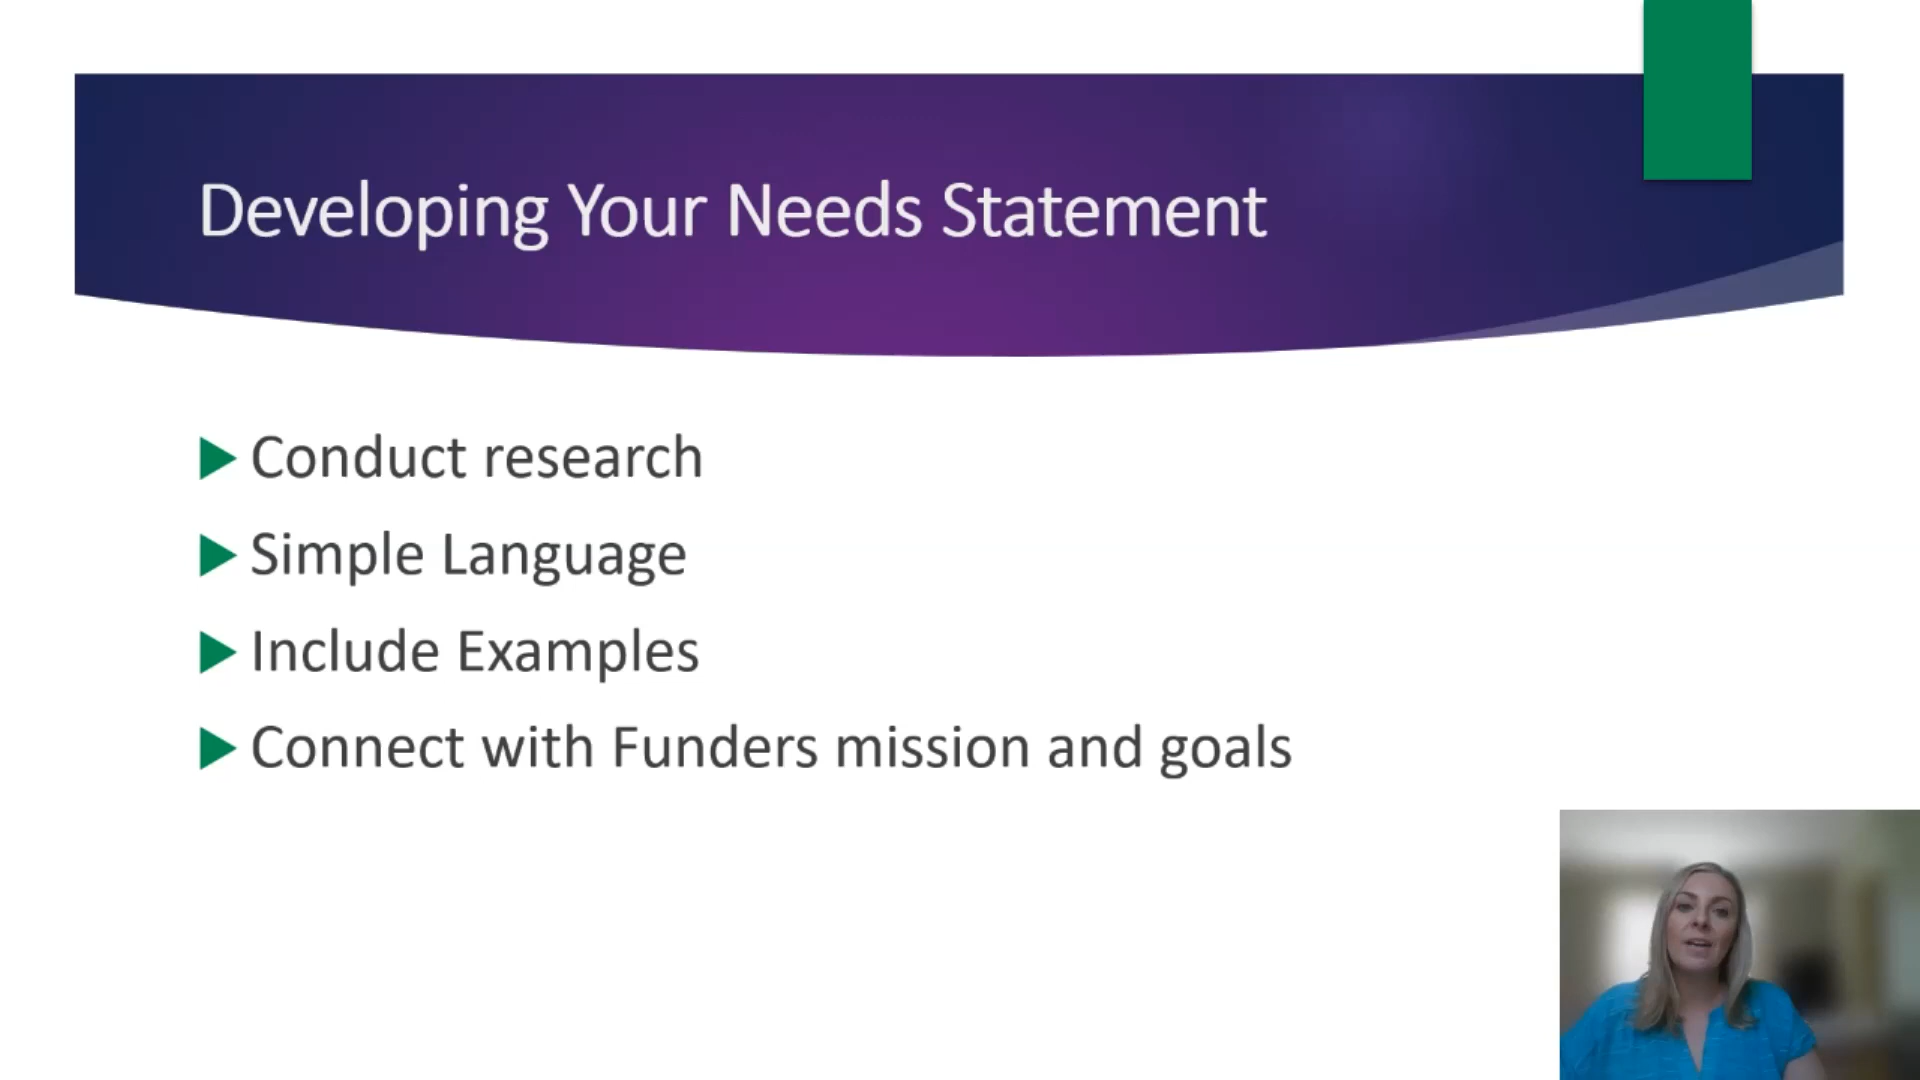 Developing Your Needs Statement
Conduct research
Simple Language
Include Examples
Connect with Funders mission and goals